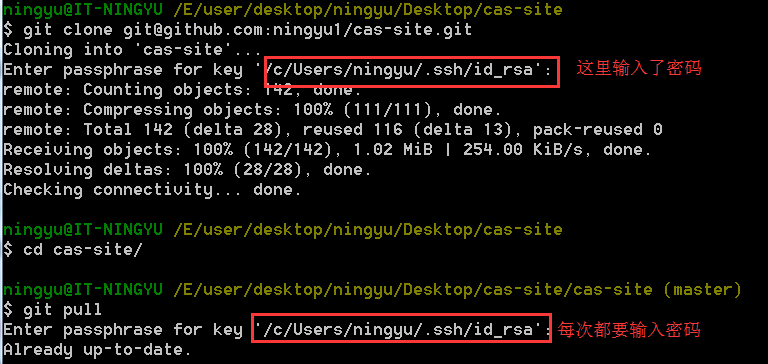 ningyu@IT-NINGYU /E/user/desktop/ningyu/Desktop/cas-site
$ git clone git@github.com:ningyu1/cas-site.git
Cloning into 'cas-site'...
Enter passphrase for key '/c/Users/ningyu/.ssh/id_rsa': 这里输入了密码
remote: Counting objects: 142, done.
remote: Compressing objects: 100% (111/111), done.
remote: Total 142 (delta 28), reused 116 (delta 13), pack-reused 0
Receiving objects: 100% (142/142), 1.02 MiB | 254.00 KiB/s, done.
Resolving deltas: 100% (28/28), done.
Checking connectivity... done.
ningyu@IT-NINGYU /E/user/desktop/ningyu/Desktop/cas-site
$ cd cas-site/
ningyu@IT-NINGYU /E/user/desktop/ningyu/Desktop/cas-site/cas-site (master)
$ git pull
Enter passphrase for key '/c/Users/ningyu/.ssh/id_rsa': 每次都要输入密码
Already up-to-date.